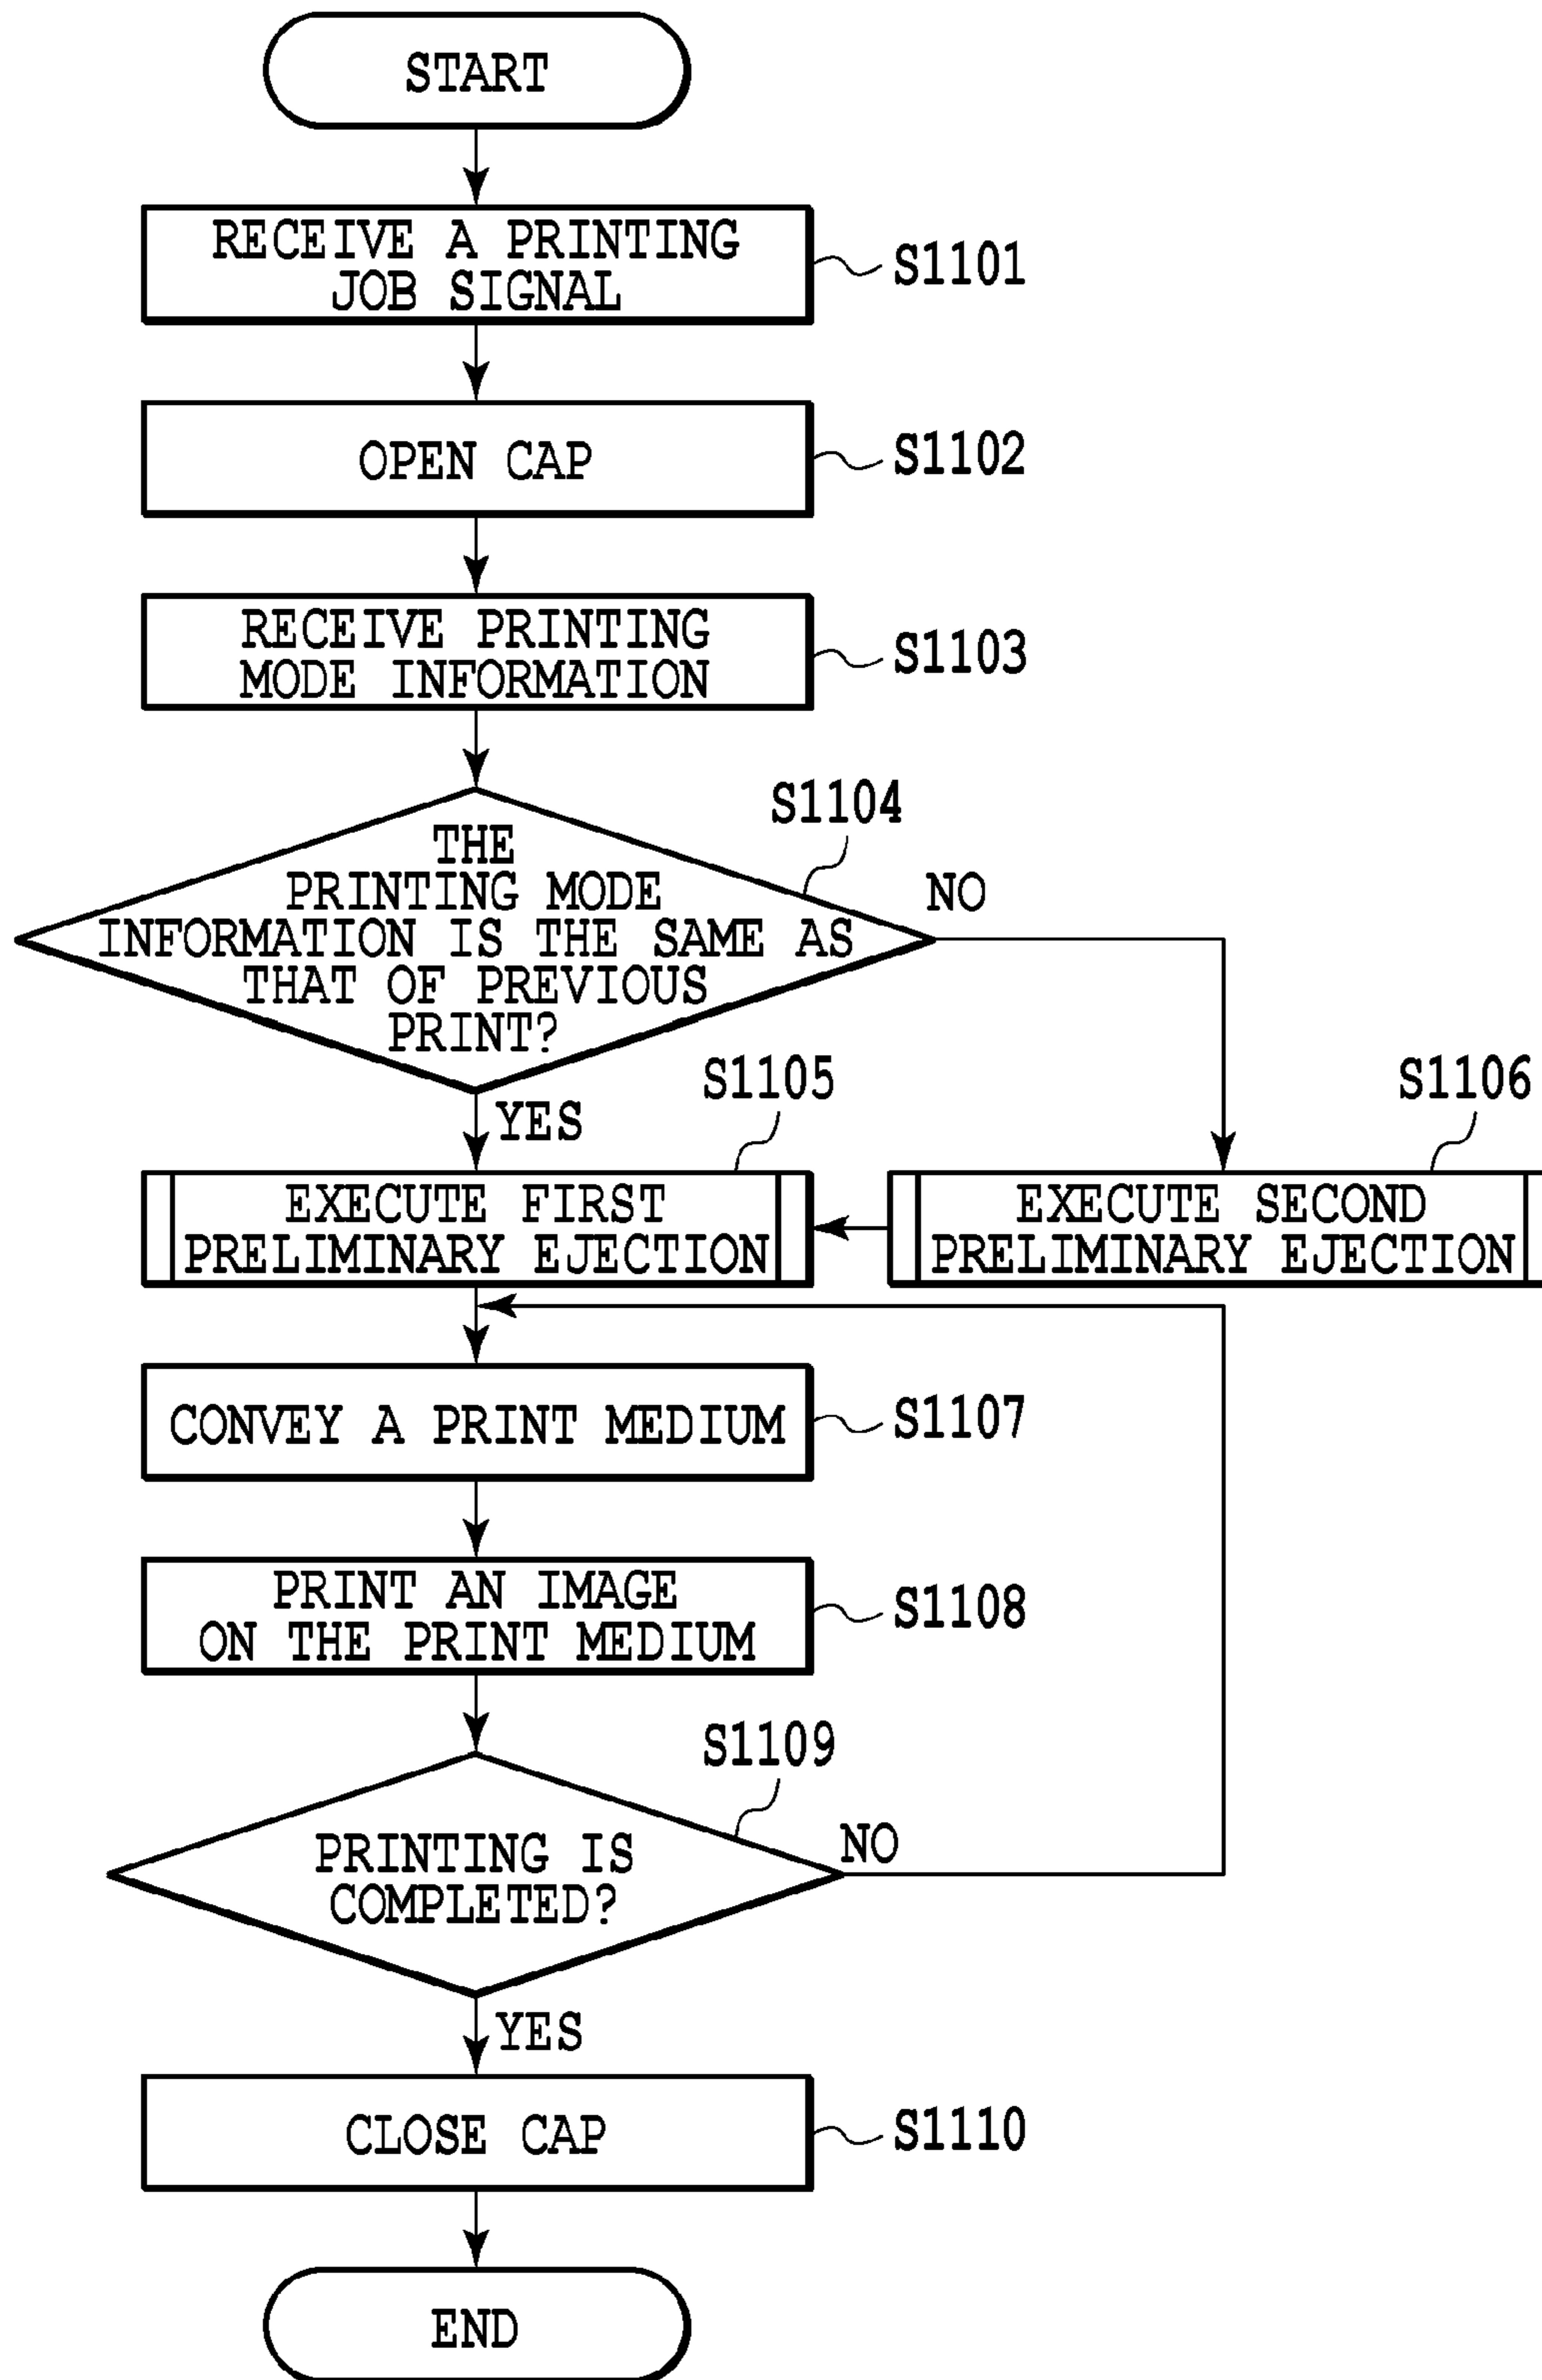 START
RECEIVE A PRINTING
JOB SIGNAL
S1101
OPEN CAP
S1102
RECEIVE PRINTING
MODE INFORMATION
S1103
S1104
THE
PRINTING MODE
INFORMATION IS THE SAME AS
THAT OF PREVIOUS
PRINT?
NO
YES
S1105
EXECUTE FIRST
PRELIMINARY EJECTION
S1106
EXECUTE SECOND
PRELIMINARY EJECTION
CONVEY A PRINT MEDIUM
S1107
PRINT AN IMAGE
ON THE PRINT MEDIUM
S1108
S1109
PRINTING IS
COMPLETED?
NO
YES
CLOSE CAP
S1110
END